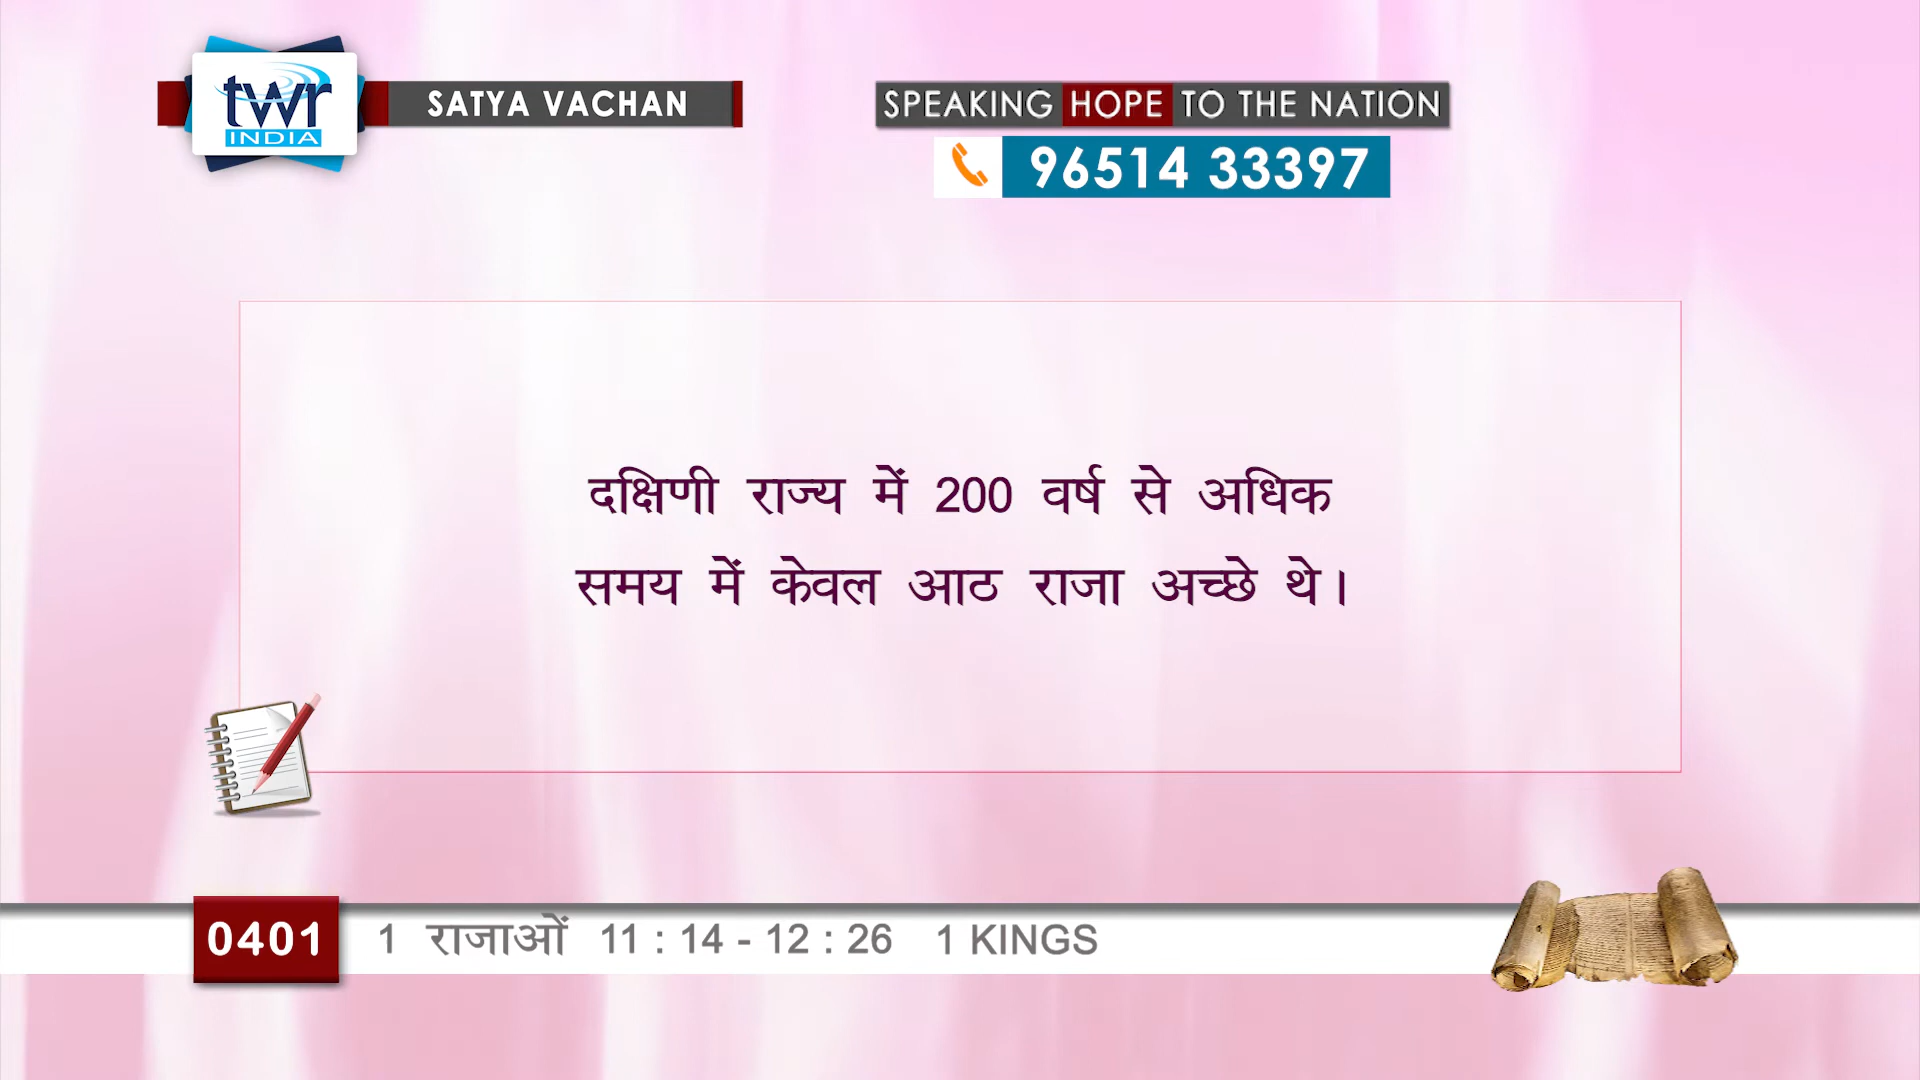 twr
INDIA
SATYA VACHAN
SPEAKING HOPE TO THE NATION
96514 33397
दक्षिणी राज्य में 200 वर्ष से अधिक
समय में केवल आठ राजा अच्छे थे।
0401 1 राजाओं 11 : 14 - 12 : 26 1 KINGS